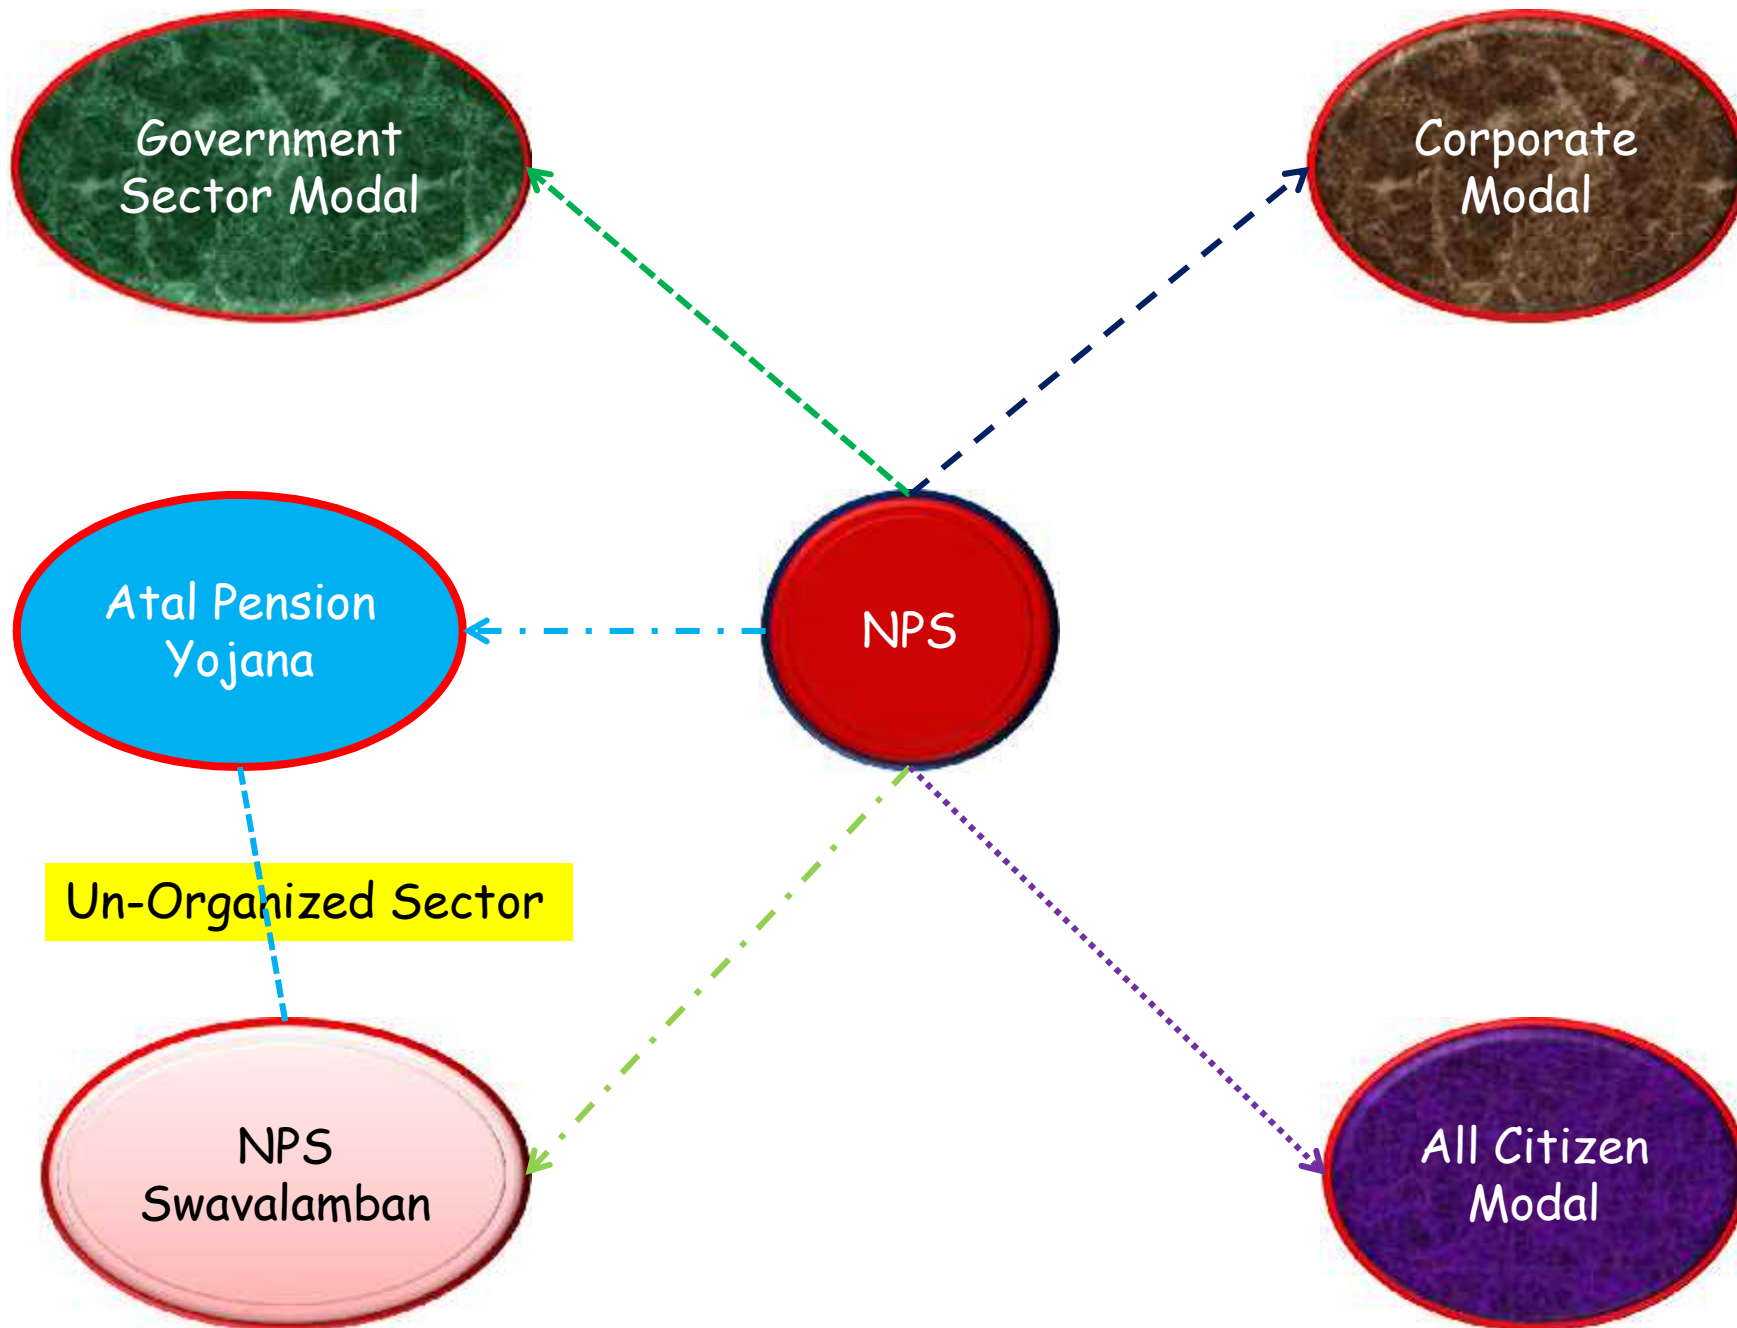 Government
Sector Modal
Corporate
Modal
Atal Pension
Yojana
NPS
Un-Organized Sector
NPS
Swavalamban
All Citizen
Modal